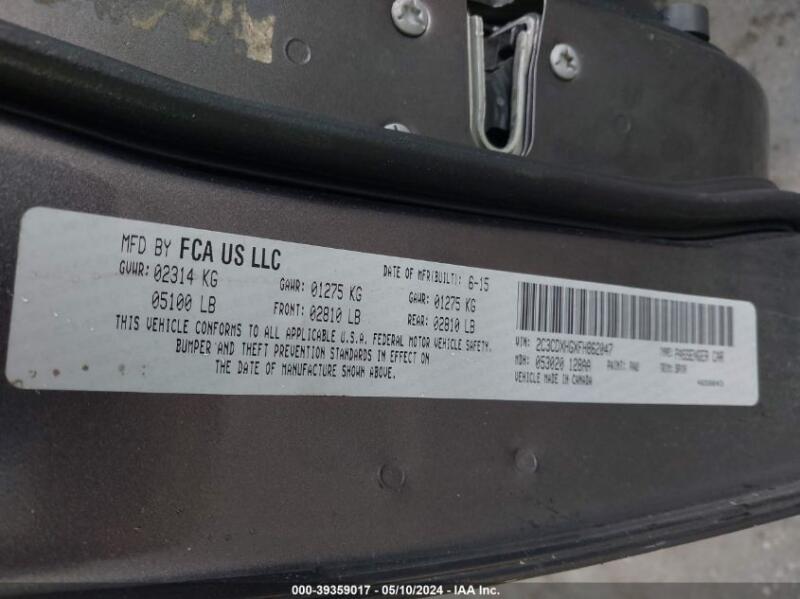 MFD BY FCA US LLC
DATE OF MFR(BUILT): 6-15
GVWR: 02314 KG
GAWR: 01275 KG
GAWR: 01275 KG
05100 LB
FRONT: 02810 LB
REAR: 02810 LB
THIS VEHICLE CONFORMS TO ALL APPLICABLE U.S.A. FEDERAL MOTOR VEHICLE SAFETY,
BUMPER AND THEFT PREVENTION STANDARDS IN EFFECT ON
THE DATE OF MANUFACTURE SHOWN ABOVE.
VIN: 2C3CDXHGXFH862047
TYPE: PASSENGER CAR
MDH: 053020 128AA
PAINT:
TRIM:
VEHICLE MADE IN CANADA
000-39359017 - 05/10/2024 - IAA Inc.